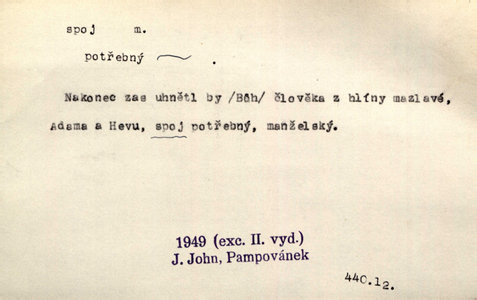 spoj m.
potřebný ~ .
Nakonec zas uhnětl by /Bůh/ člověka z hlíny mazlavé,
Adama a Hevu, spoj potřebný, manželský.
1949 (exc. II. vyd.)
J. John, Pampovánek
440.12.